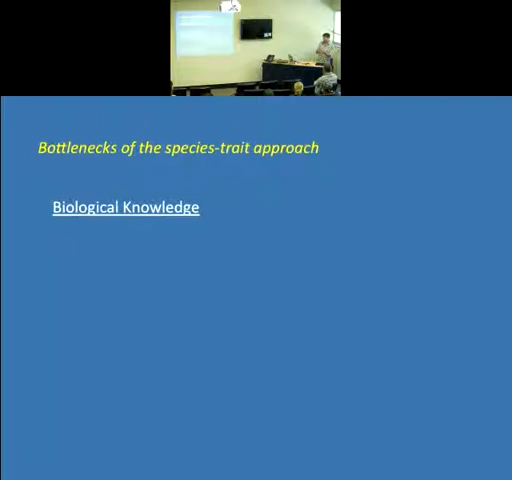 Bottlenecks of the species-trait approach
Biological Knowledge